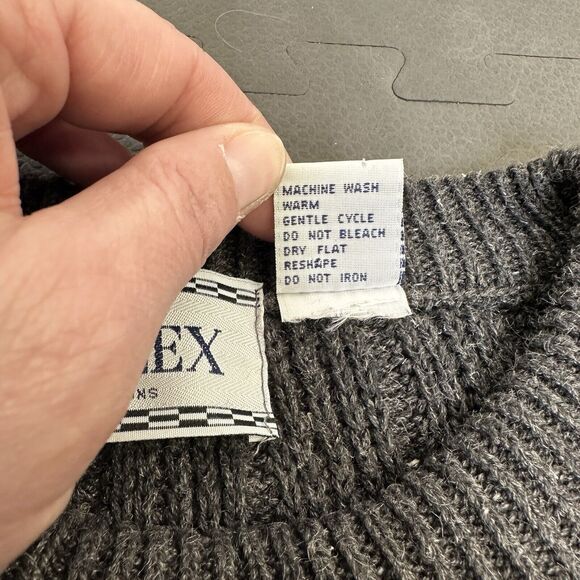 MACHINE WASH
WARM
GENTLE CYCLE
DO NOT BLEACH
DRY FLAT
RESHAPE
DO NOT IRON
EX
NS